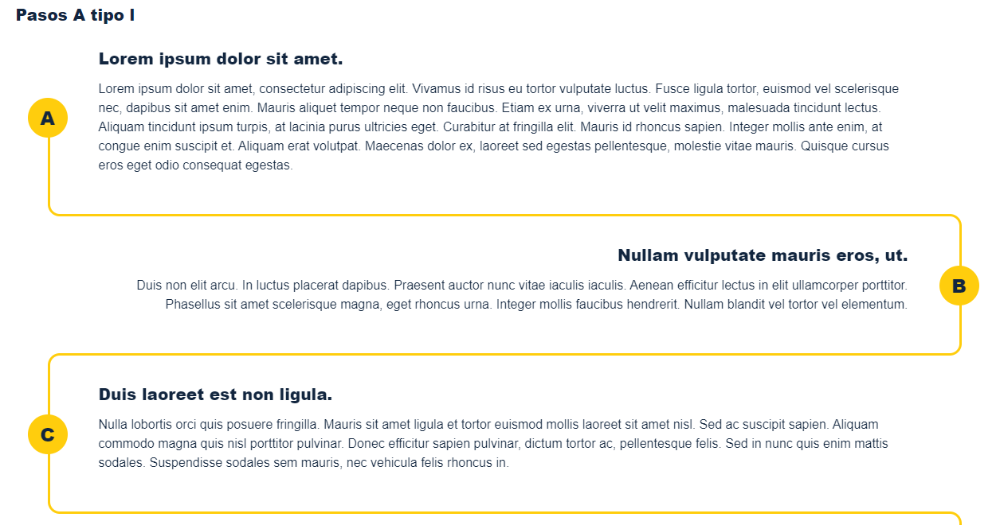 Pasos A tipo I
Lorem ipsum dolor sit amet.
Lorem ipsum dolor sit amet, consectetur adipiscing elit. Vivamus id risus eu tortor vulputate luctus. Fusce ligula tortor, euismod vel scelerisque
nec, dapibus sit amet enim. Mauris aliquet tempor neque non faucibus. Etiam ex urna, viverra ut velit maximus, malesuada tincidunt lectus.
A
Aliquam tincidunt ipsum turpis, at lacinia purus ultricies eget. Curabitur at fringilla elit. Mauris id rhoncus sapien. Integer mollis ante enim, at
congue enim suscipit et. Aliquam erat volutpat. Maecenas dolor ex, laoreet sed egestas pellentesque, molestie vitae mauris. Quisque cursus
eros eget odio consequat egestas.
Nullam vulputate mauris eros, ut.
Duis non elit arcu. In luctus placerat dapibus. Praesent auctor nunc vitae iaculis iaculis. Aenean efficitur lectus in elit ullamcorper porttitor.
B
Phasellus sit amet scelerisque magna, eget rhoncus urna. Integer mollis faucibus hendrerit. Nullam blandit vel tortor vel elementum.
Duis laoreet est non ligula.
Nulla lobortis orci quis posuere fringilla. Mauris sit amet ligula et tortor euismod mollis laoreet sit amet nisl. Sed ac suscipit sapien. Aliquam
C
commodo magna quis nisl porttitor pulvinar. Donec efficitur sapien pulvinar, dictum tortor ac, pellentesque felis. Sed in nunc quis enim mattis
sodales. Suspendisse sodales sem mauris, nec vehicula felis rhoncus in.